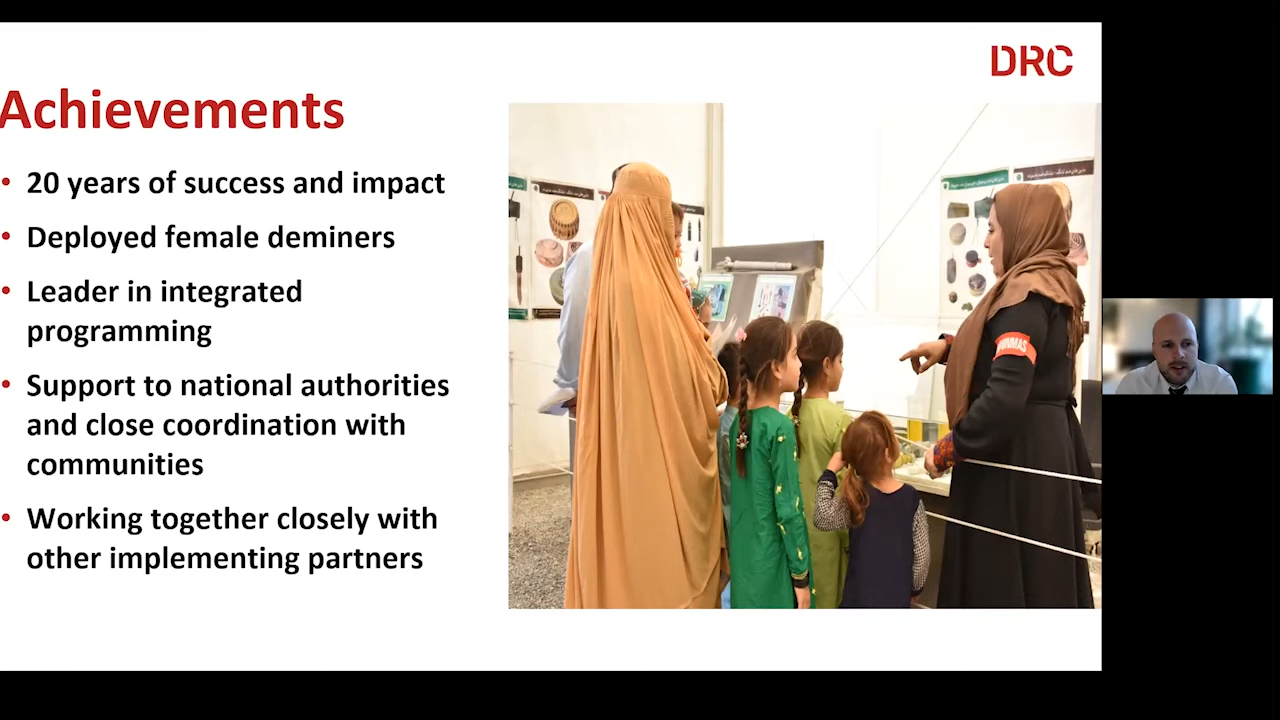 DRC
Achievements
• 20 years of success and impact
• Deployed female deminers
• Leader in integrated
programming
• Support to national authorities
and close coordination with
communities
• Working together closely with
other implementing partners
UNMAS